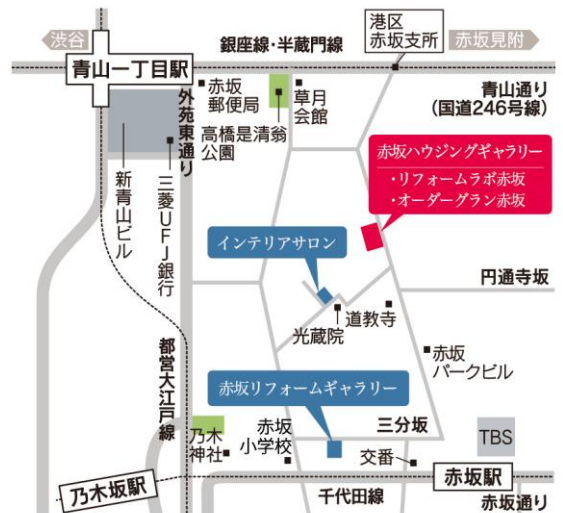 渋谷
銀座線・半蔵門線
港区
赤坂支所
赤坂見附
青山一丁目駅
赤坂
郵便局
草月
会館
青山通り
(国道246号線)
高橋是清翁
公園
外苑東通り
赤坂ハウジングギャラリー
・リフォームラボ赤坂
・オーダーグラン赤坂
新青山ビル
三菱UFJ銀行
インテリアサロン
円通寺坂
光蔵院
道教寺
赤坂
パークビル
都営大江戸線
赤坂リフォームギャラリー
乃木
神社
赤坂
小学校
三分坂
TBS
交番
乃木坂駅
赤坂駅
千代田線
赤坂通り